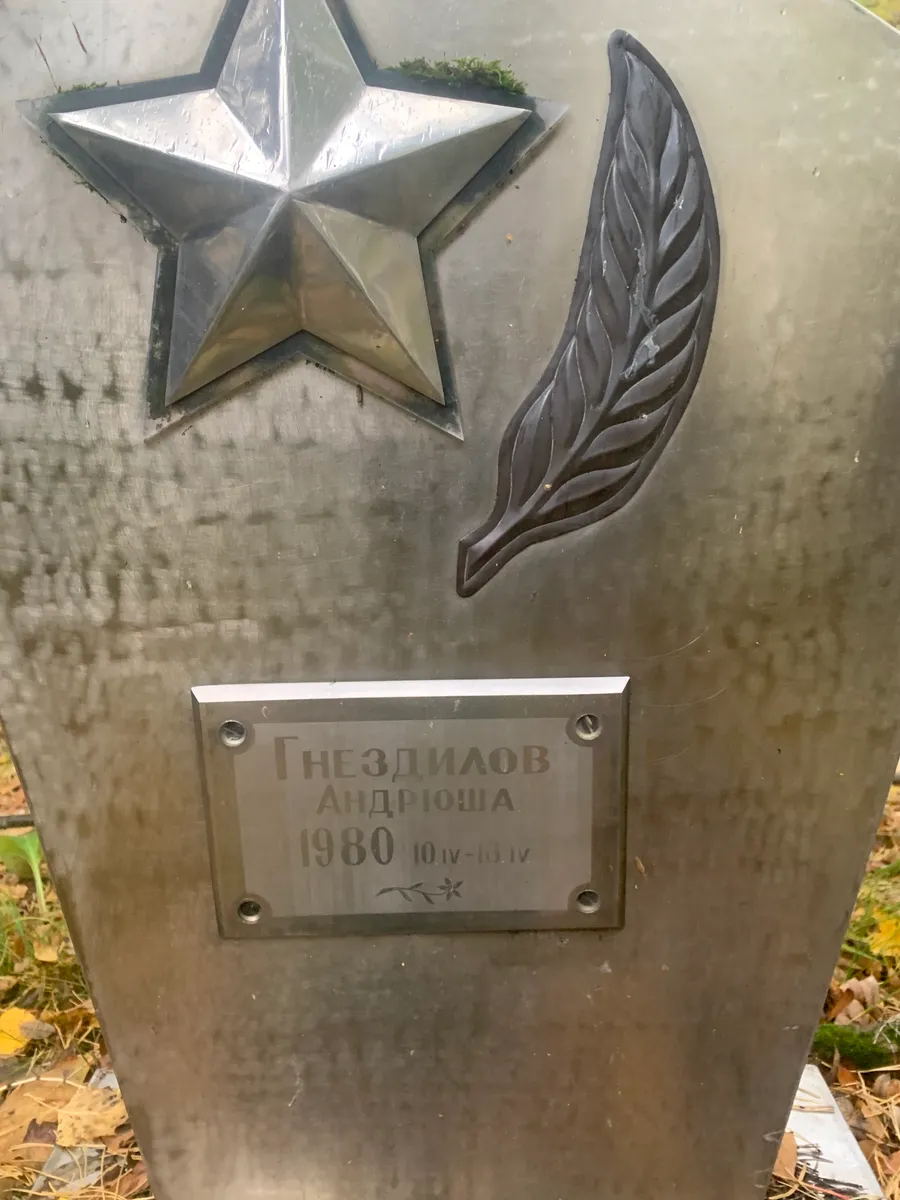 Гнездилов
Андрюша
1980 10 IV-13 IV